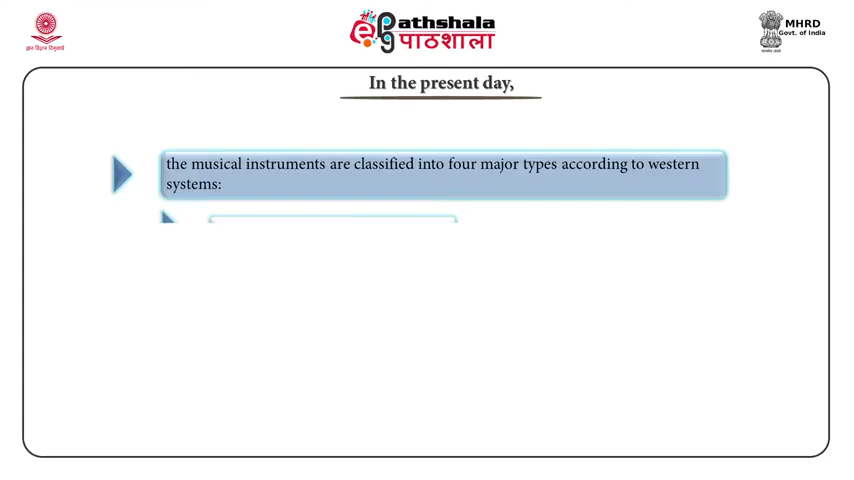 ePathshala
पाठशाला
MHRD
Govt. of India
In the present day,
the musical instruments are classified into four major types according to western
systems: